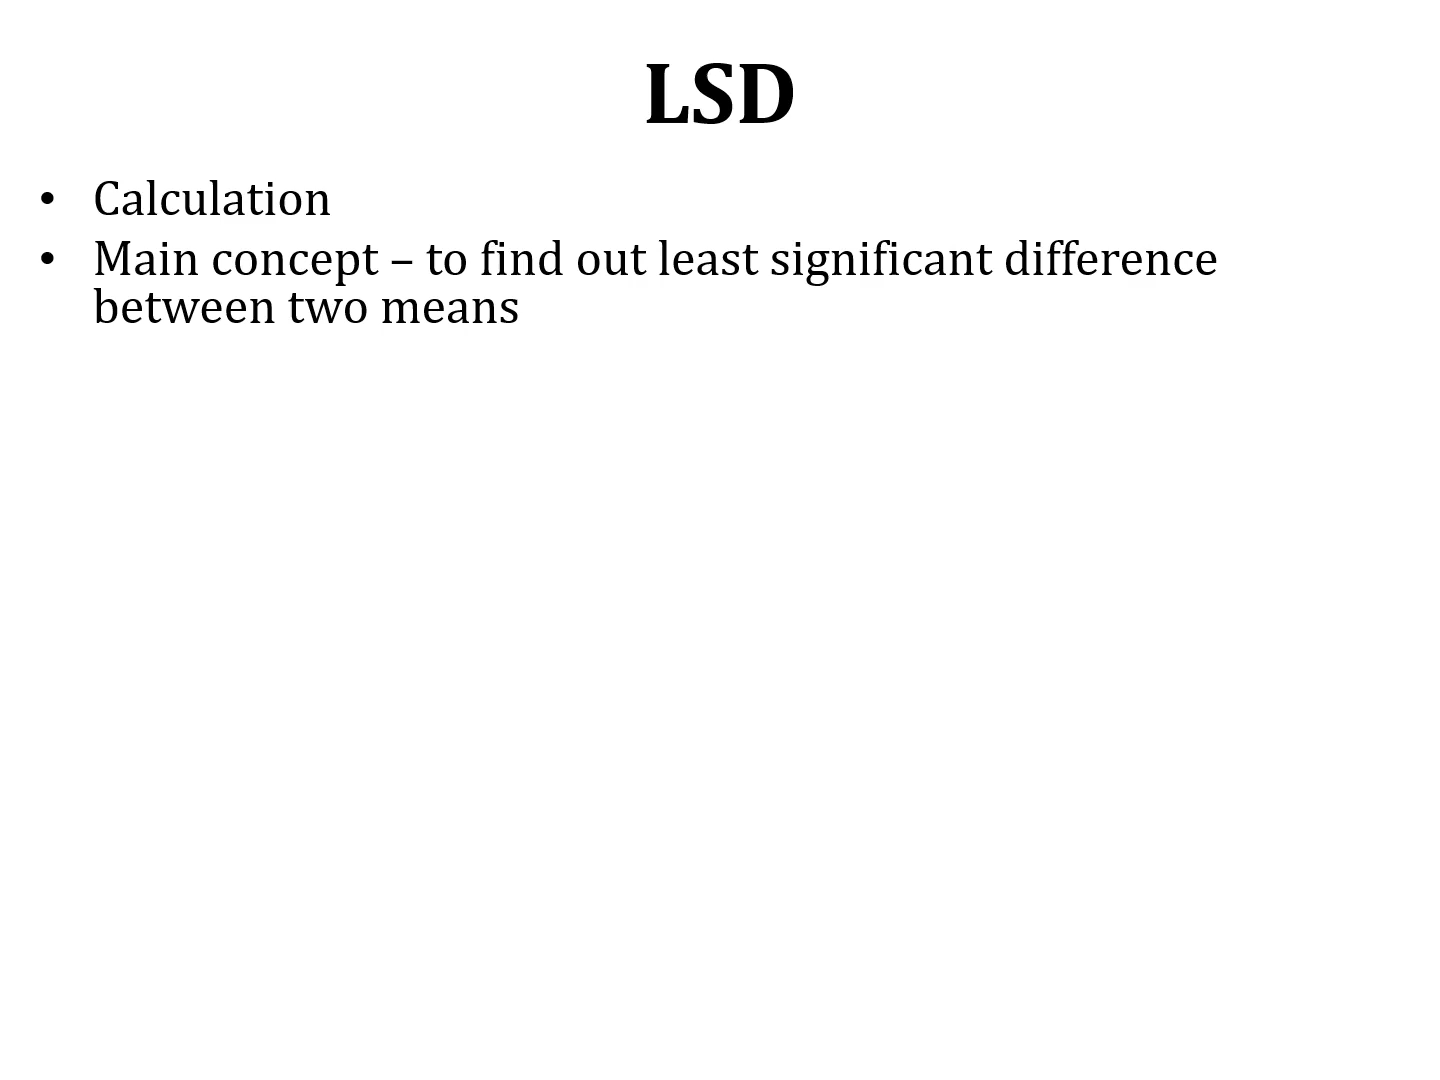 LSD
• Calculation
• Main concept – to find out least significant difference
between two means